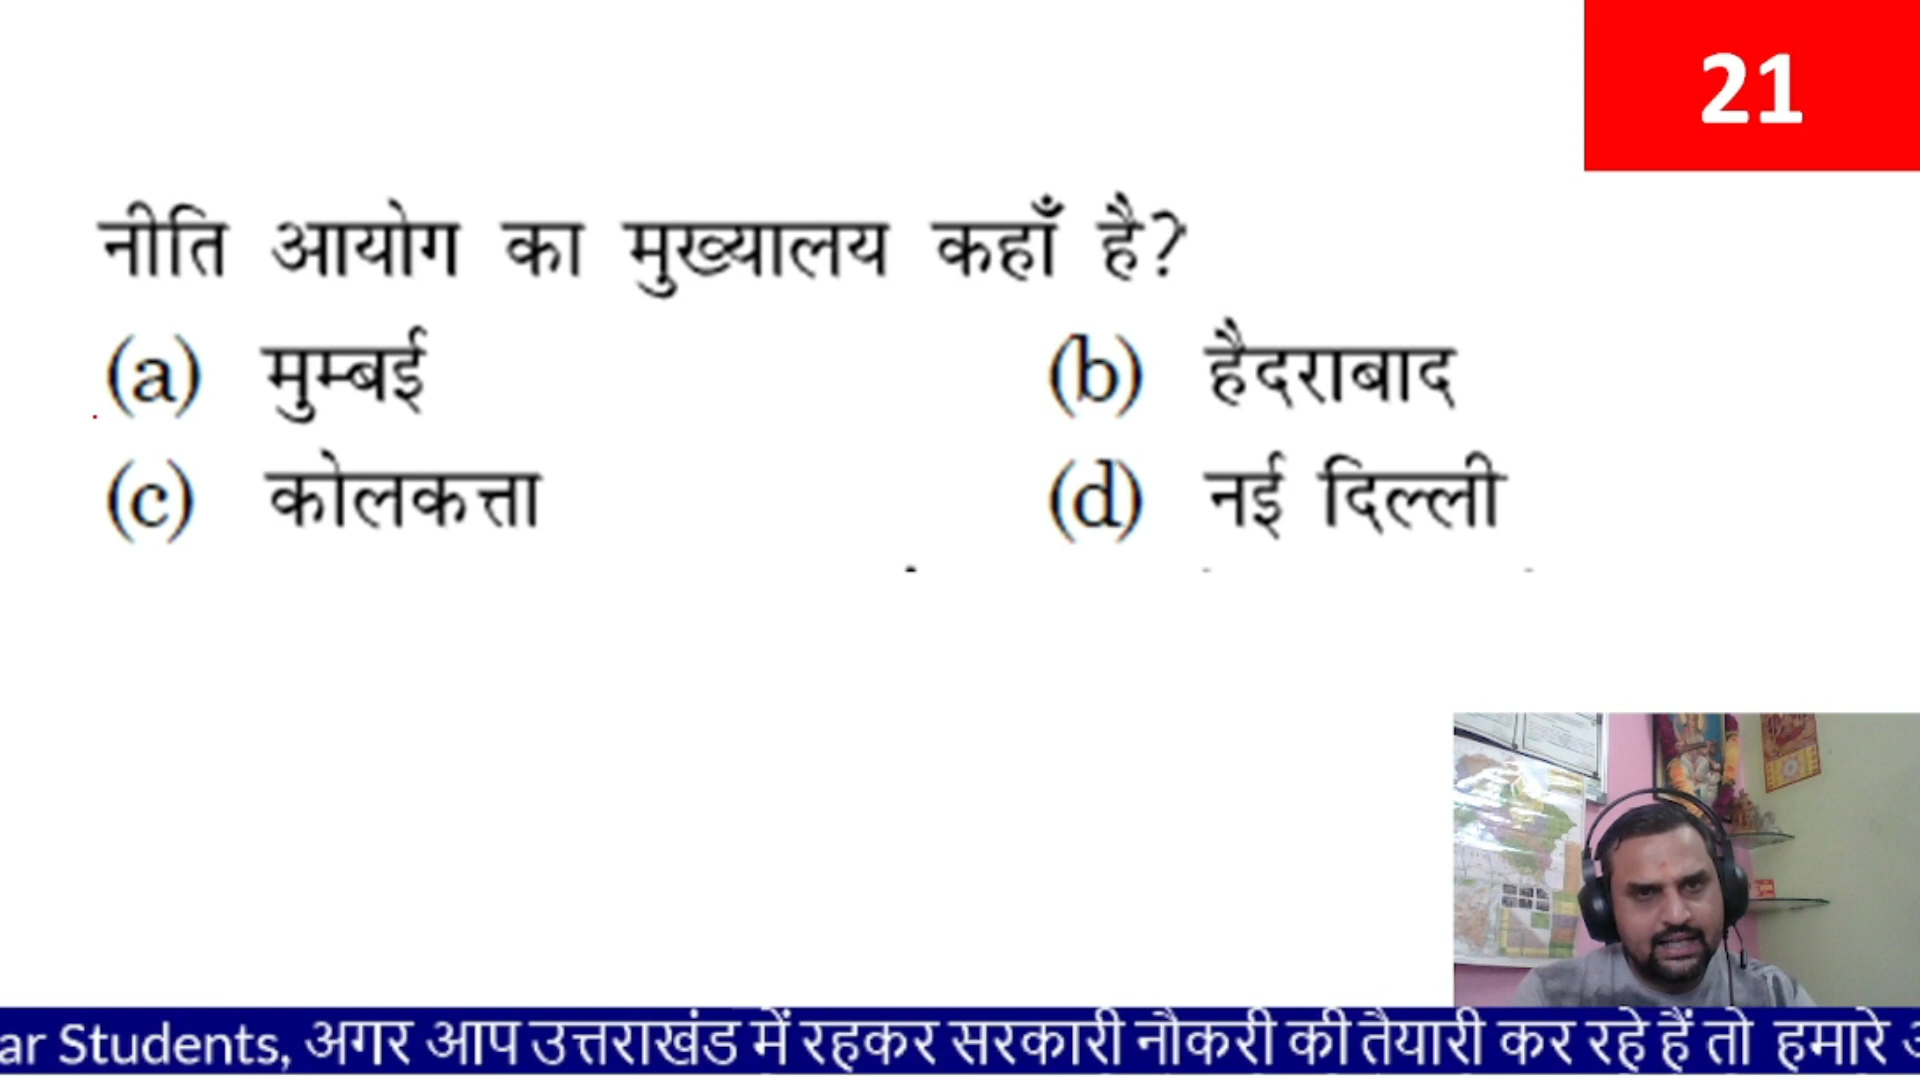 21
नीति आयोग का मुख्यालय कहाँ है?
(a) मुम्बई (b) हैदराबाद
(c) कोलकत्ता (d) नई दिल्ली
ar Students, अगर आप उत्तराखंड में रहकर सरकारी नौकरी की तैयारी कर रहे हैं तो हमारे